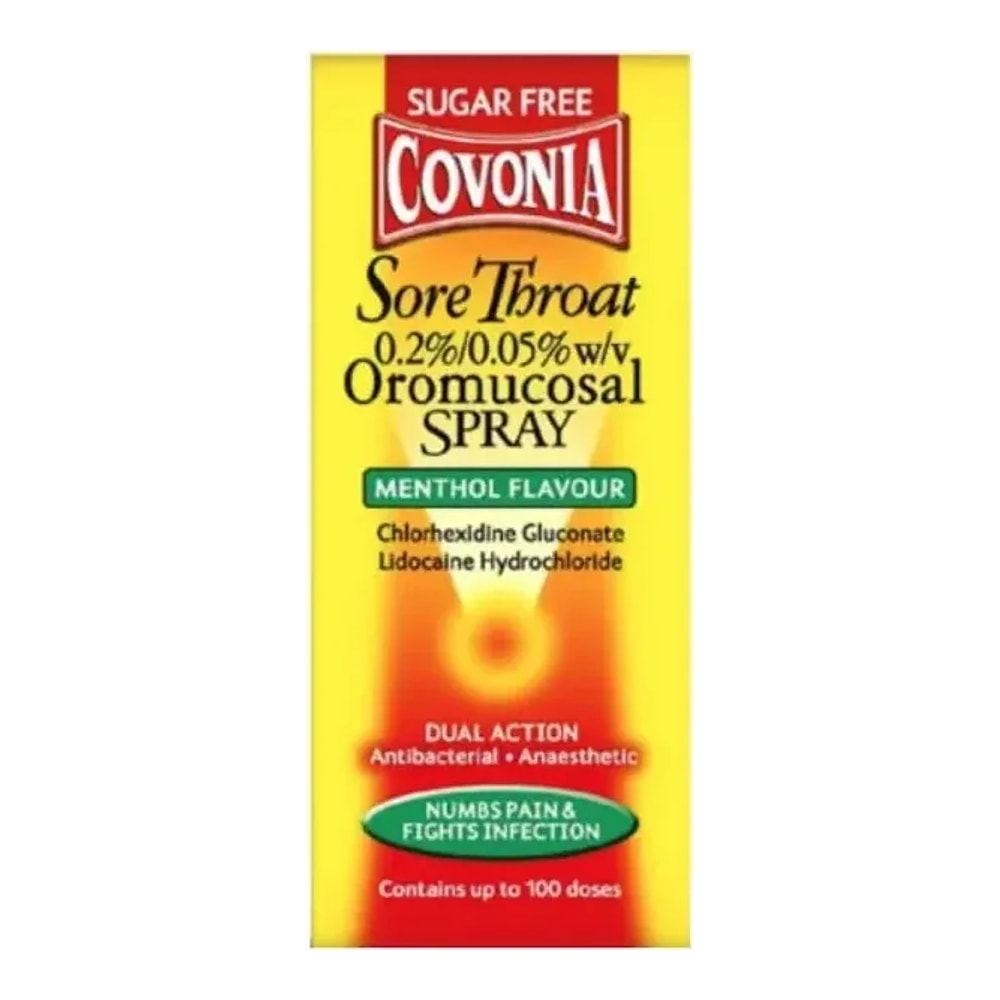 SUGAR FREE
COVONIA
Sore Throat
0.2%/0.05% w/v
Oromucosal
SPRAY
MENTHOL FLAVOUR
Chlorhexidine Gluconate
Lidocaine Hydrochloride
DUAL ACTION
Antibacterial • Anaesthetic
NUMBS PAIN &
FIGHTS INFECTION
Contains up to 100 doses